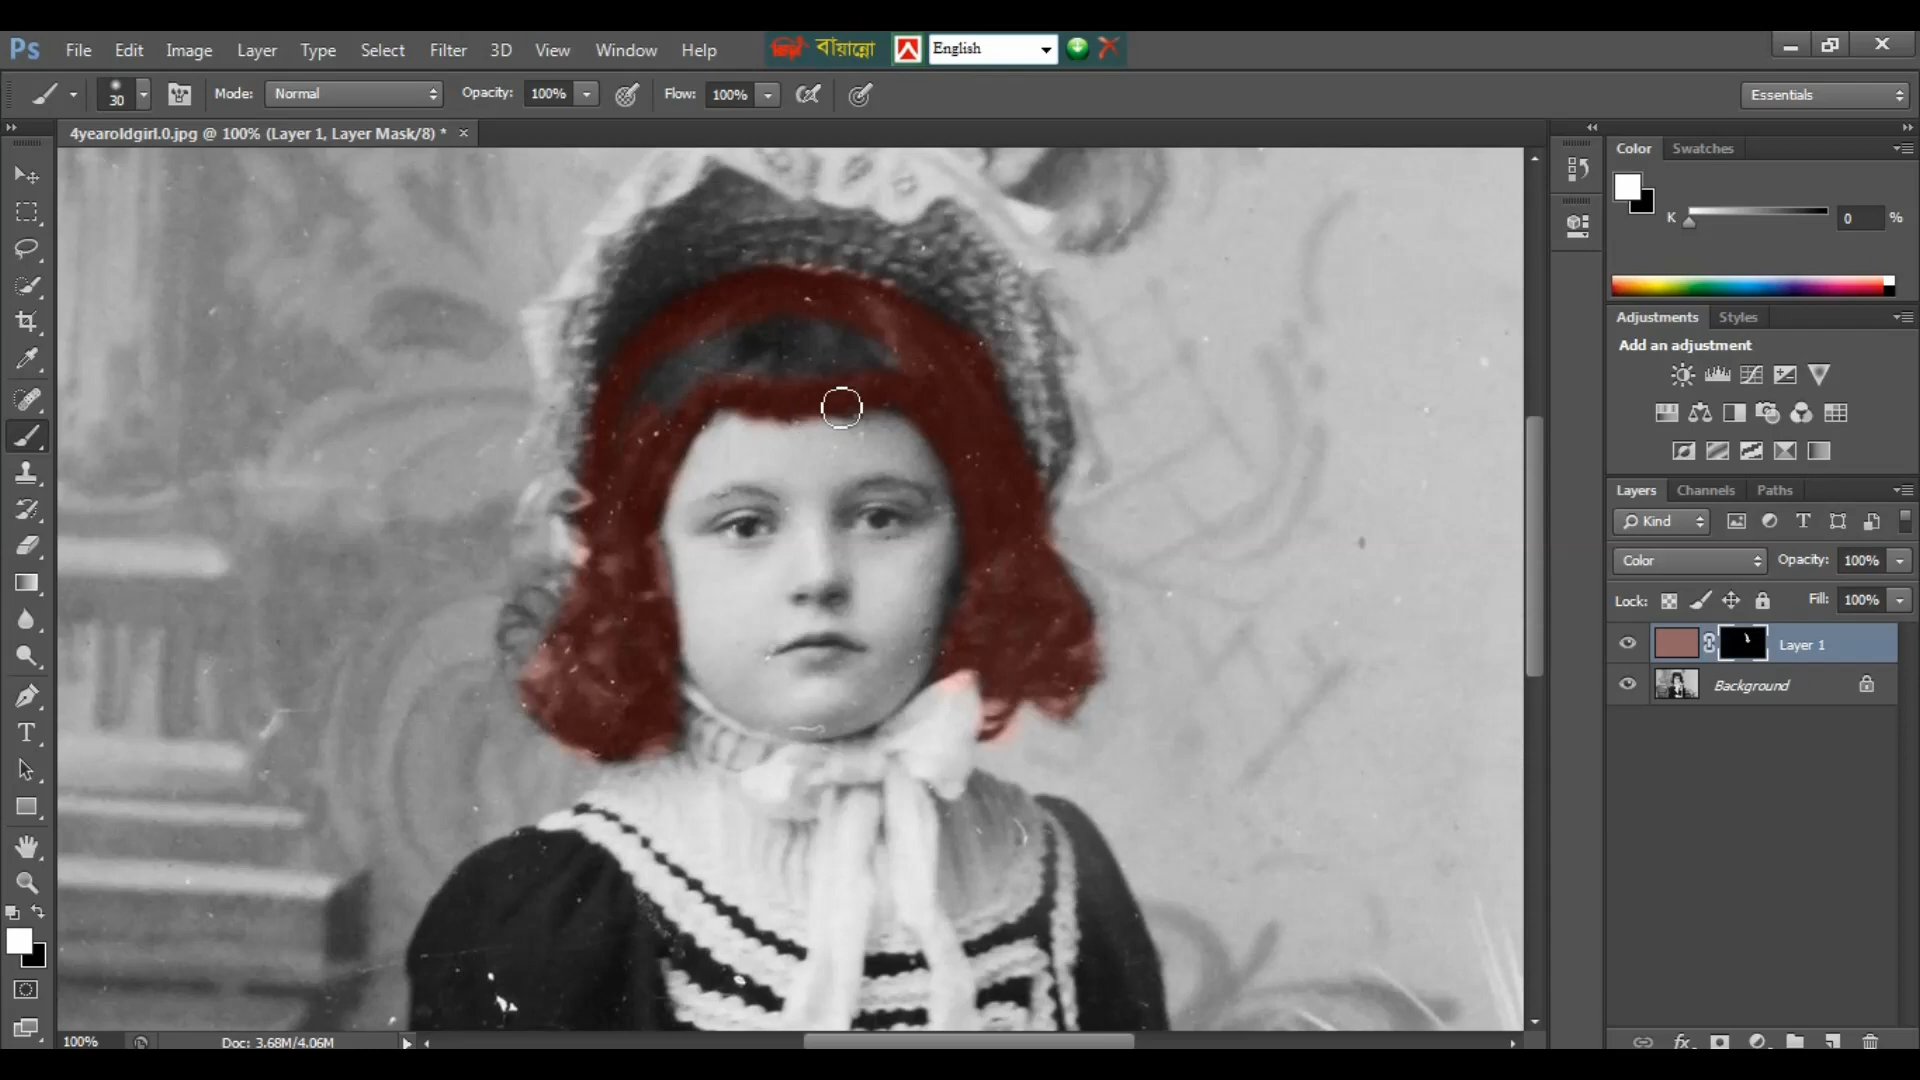 Ps File Edit Image Layer Type Select Filter 3D View Window Help বায়ান্নো English
30 Mode: Normal Opacity: 100% Flow: 100% Essentials
4yearoldgirl.0.jpg @ 100% (Layer 1, Layer Mask/8) *
Color Swatches
K 0 %
Adjustments Styles
Add an adjustment
Layers Channels Paths
Kind
Color Opacity: 100%
Lock: Fill: 100%
Layer 1
Background
100% Doc: 3.68M/4.06M